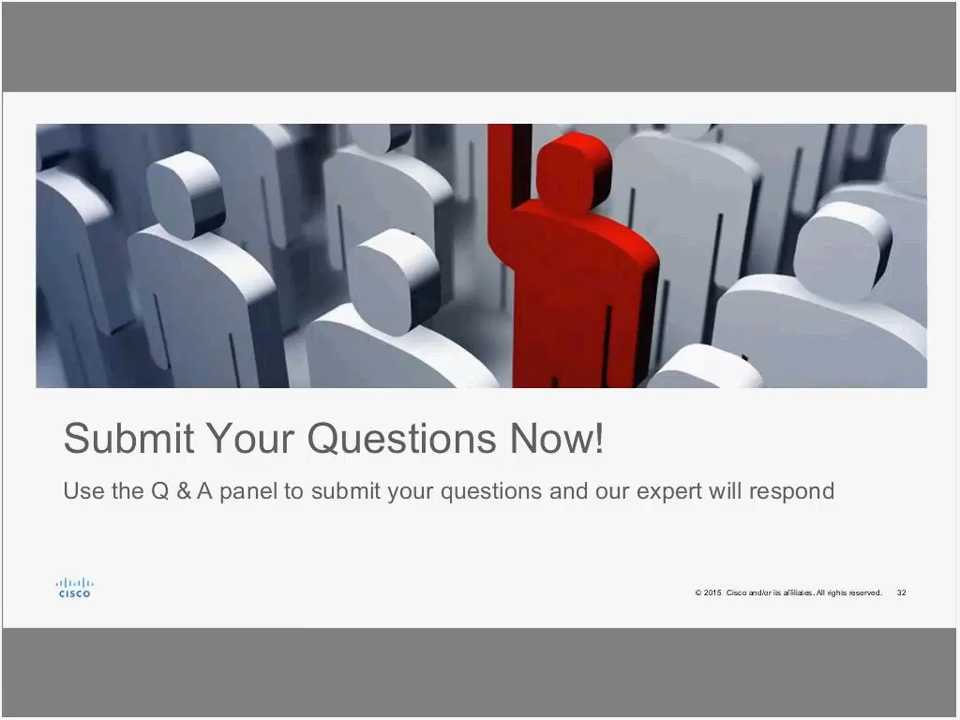 Submit Your Questions Now!
Use the Q & A panel to submit your questions and our expert will respond
CISCO
© 2015 Cisco and/or its affiliates. All rights reserved. 32